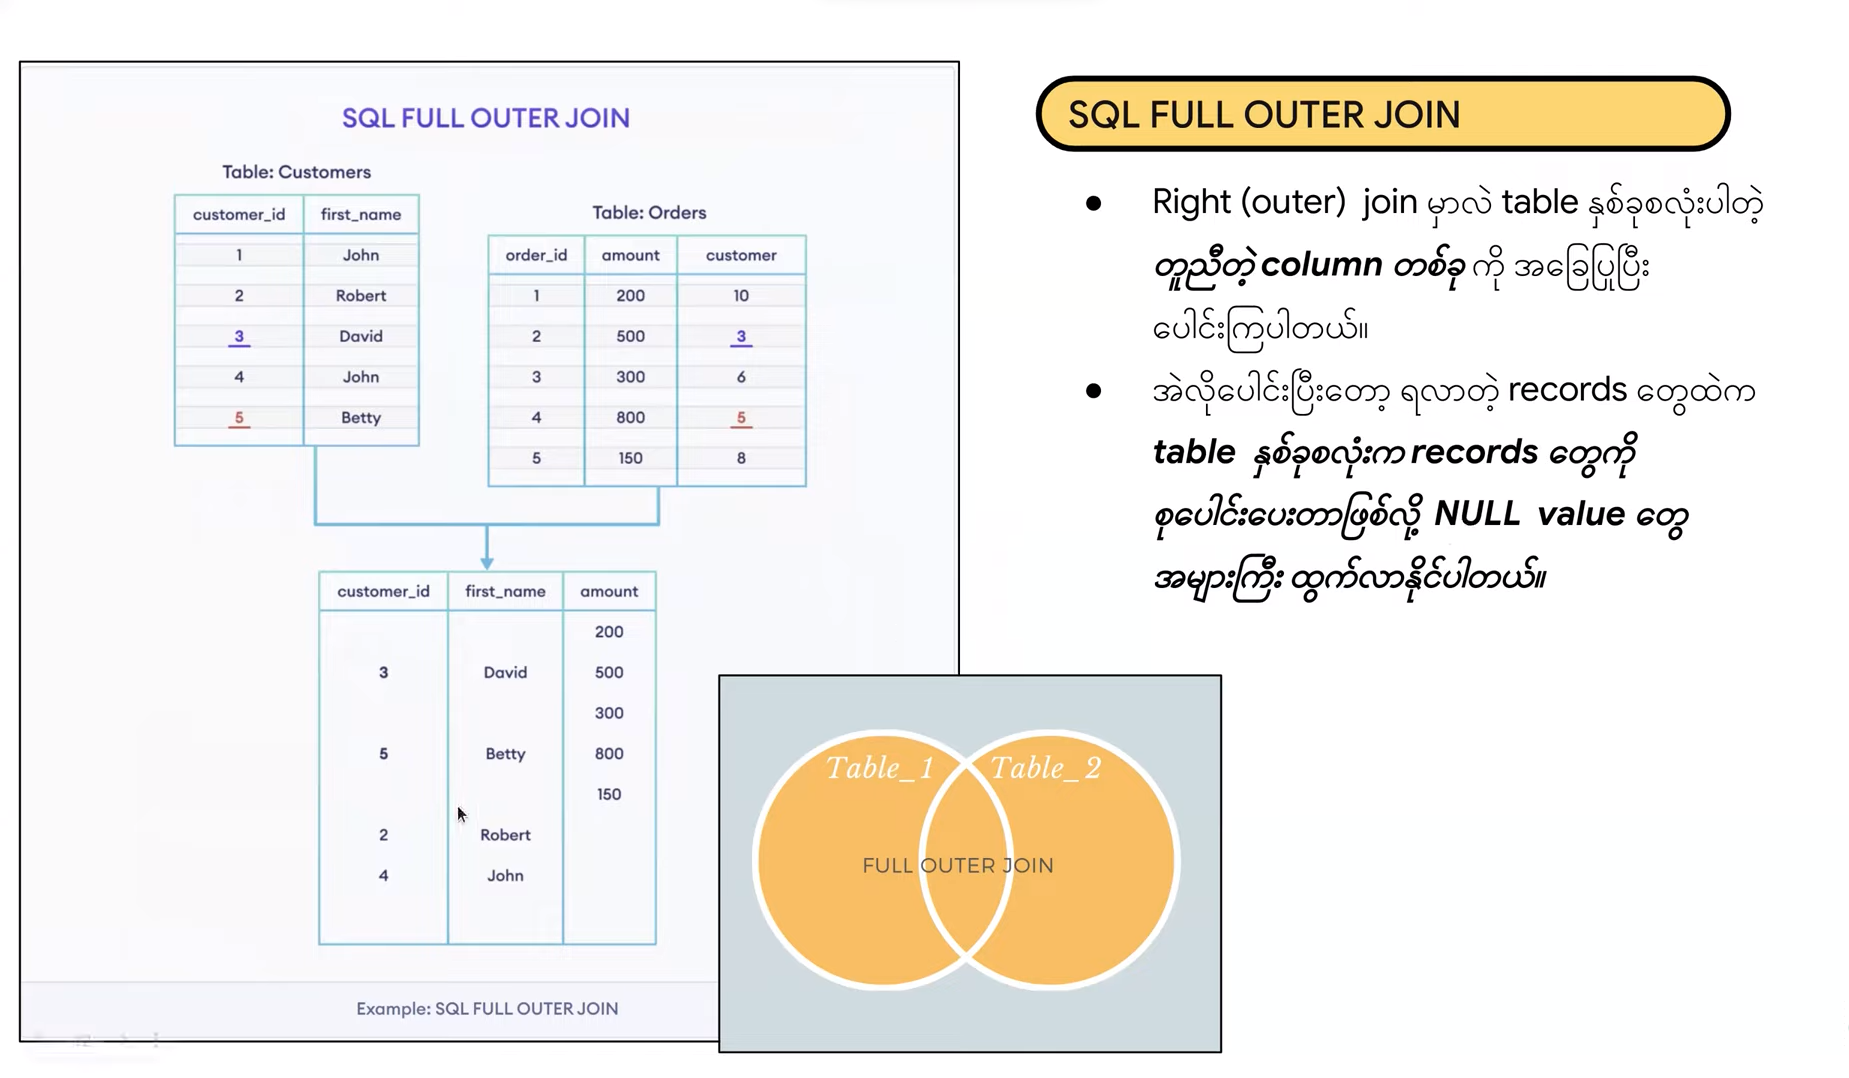 SQL FULL OUTER JOIN
Table: Customers
customer_id first_name
1 John
2 Robert
3 David
4 John
5 Betty
Table: Orders
order_id amount customer
1 200 10
2 500 3
3 300 6
4 800 5
5 150 8
customer_id first_name amount
200
3 David 500
300
5 Betty 800
150
2 Robert
4 John
Example: SQL FULL OUTER JOIN
Table_1 Table_2
FULL OUTER JOIN
SQL FULL OUTER JOIN
● Right (outer) join မှာလဲ table နှစ်ခုစလုံးပါတဲ့
တူညီတဲ့ column တစ်ခု ကို အခြေပြုပြီး
ပေါင်းကြပါတယ်။
● အဲလိုပေါင်းပြီးတော့ ရလာတဲ့ records တွေထဲက
table နှစ်ခုစလုံးက records တွေကို
စုပေါင်းပေးတာဖြစ်လို့ NULL value တွေ
အများကြီး ထွက်လာနိုင်ပါတယ်။